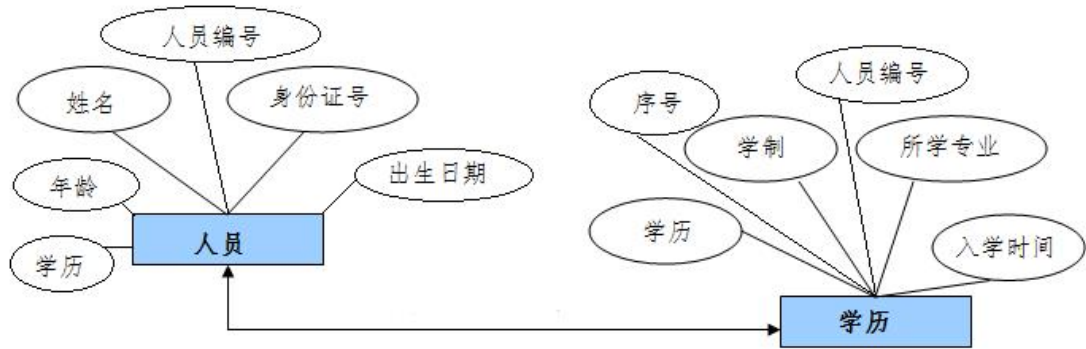 人员编号
姓名
身份证号
年龄
出生日期
学历
人员
序号
人员编号
学制
所学专业
学历
入学时间
学历